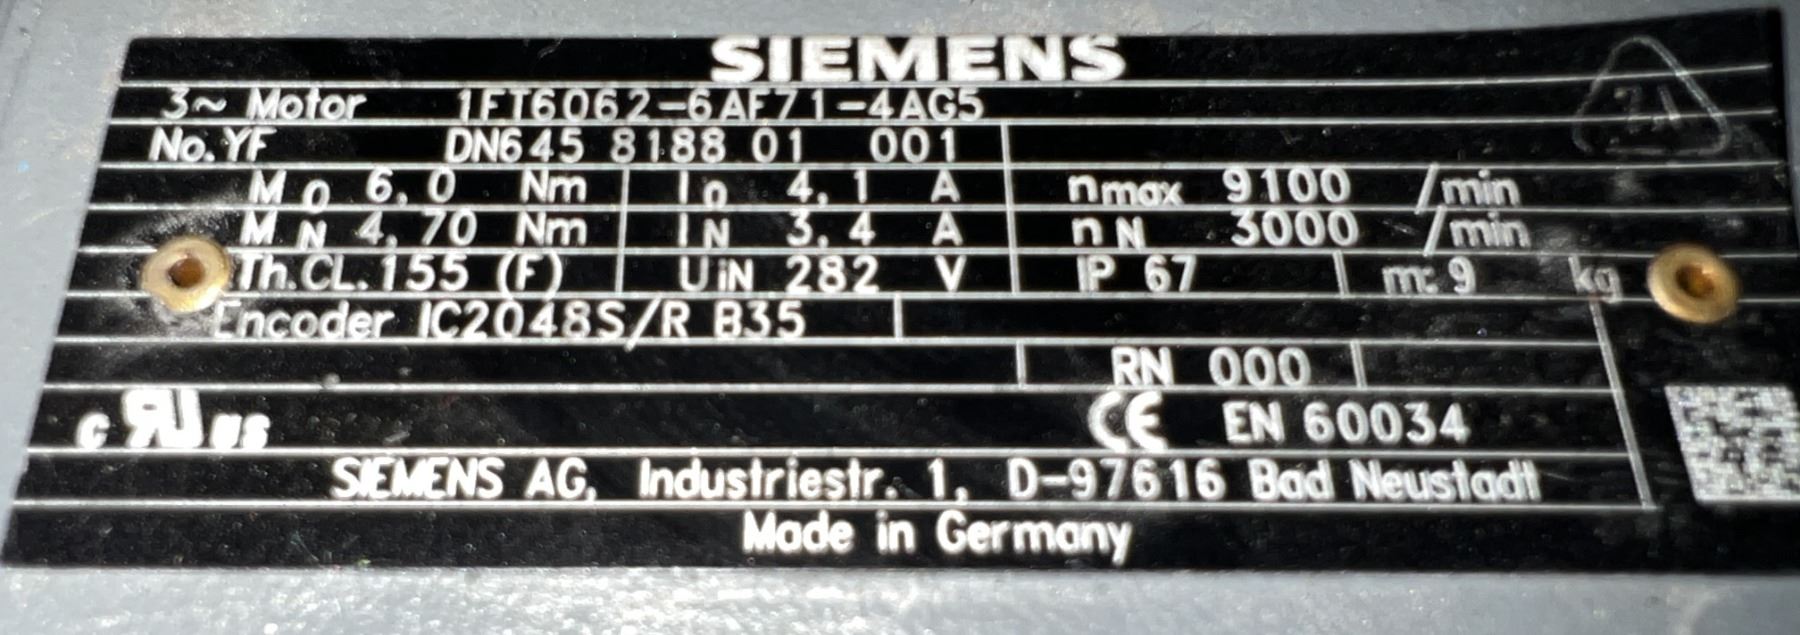 SIEMENS
3~ Motor 1FT6062-6AF71-4AG5
No. YF DN645 8188 01 001
M0 6,0 Nm I0 4,1 A nmax 9100 /min
MN 4,70 Nm IN 3,4 A nN 3000 /min
Th.CL.155 (F) UiN 282 V IP 67 m: 9 kg
Encoder IC2048S/R B35
RN 000
c RU us CE EN 60034
SIEMENS AG, Industriestr. 1, D-97616 Bad Neustadt
Made in Germany